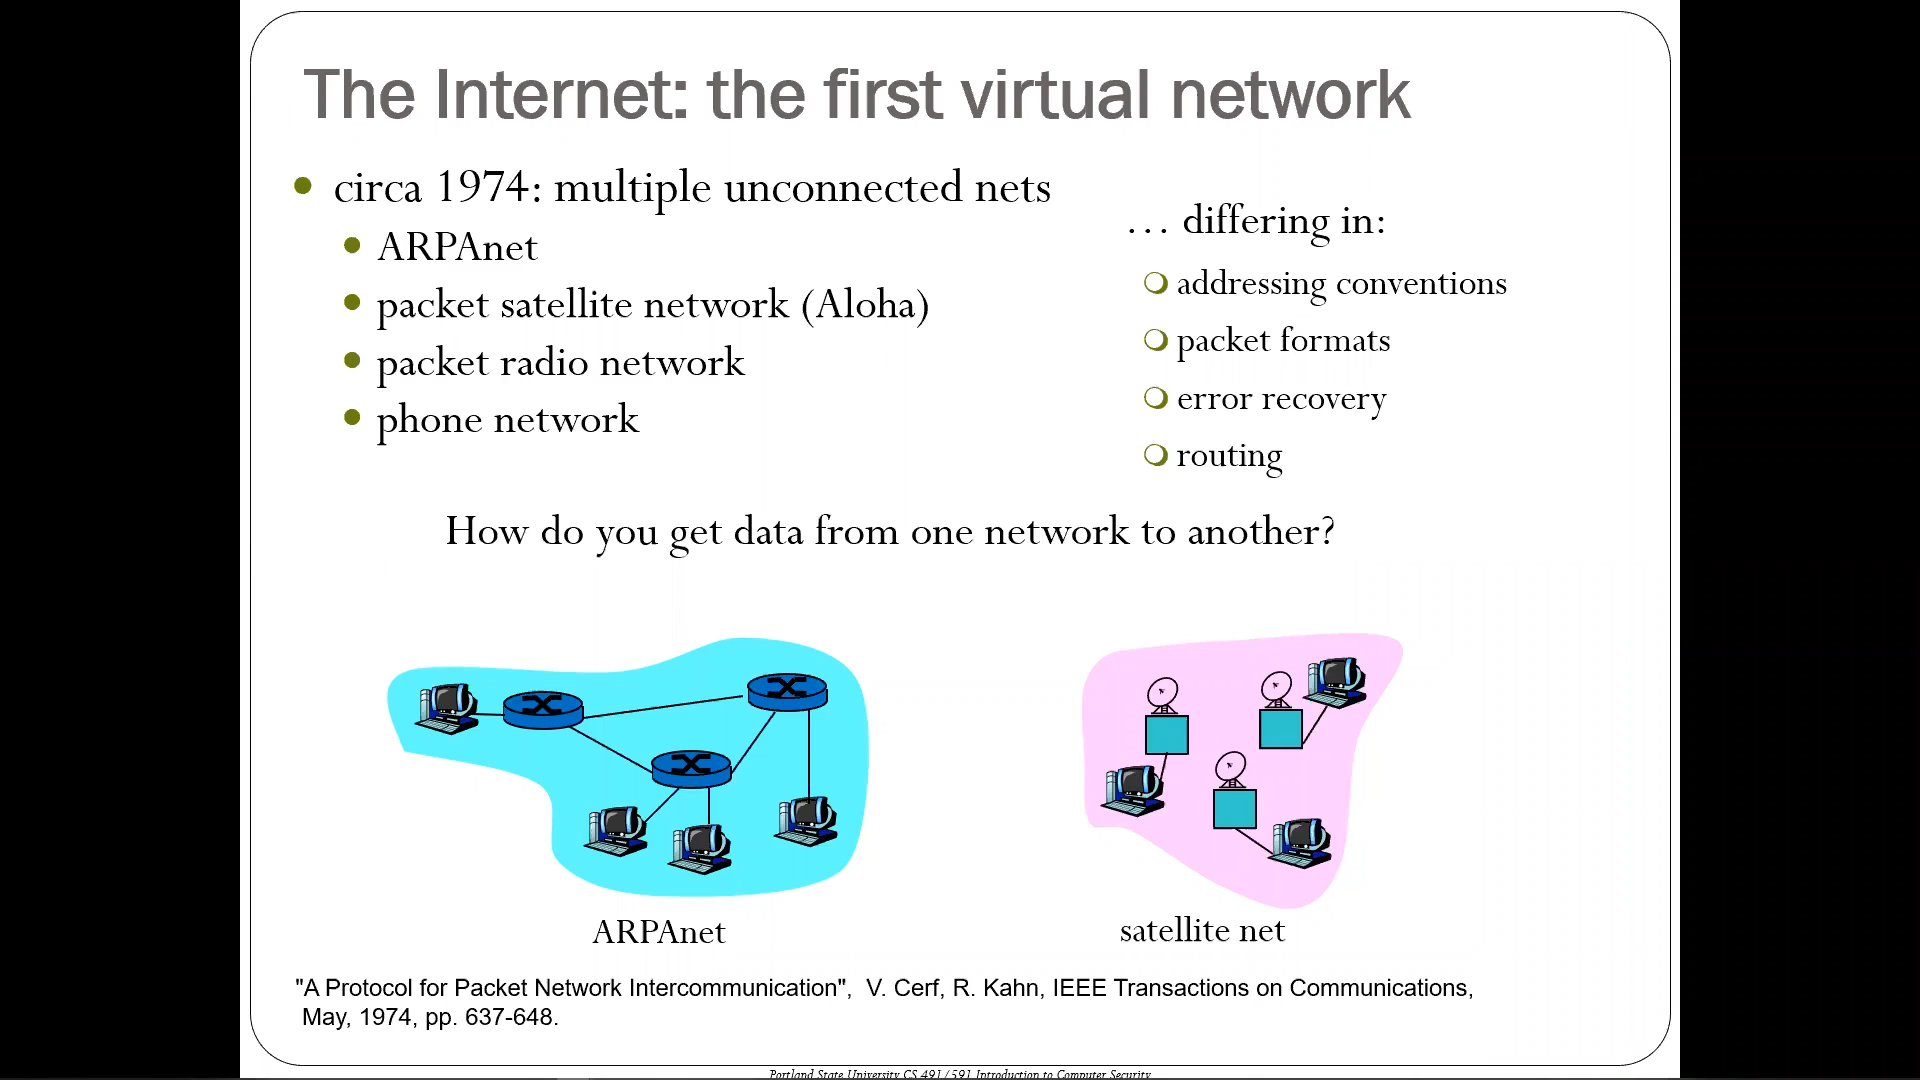 The Internet: the first virtual network
circa 1974: multiple unconnected nets
ARPAnet
packet satellite network (Aloha)
packet radio network
phone network
… differing in:
addressing conventions
packet formats
error recovery
routing
How do you get data from one network to another?
ARPAnet
satellite net
"A Protocol for Packet Network Intercommunication", V. Cerf, R. Kahn, IEEE Transactions on Communications,
May, 1974, pp. 637-648.
Portland State University CS 491/591 Introduction to Computer Security